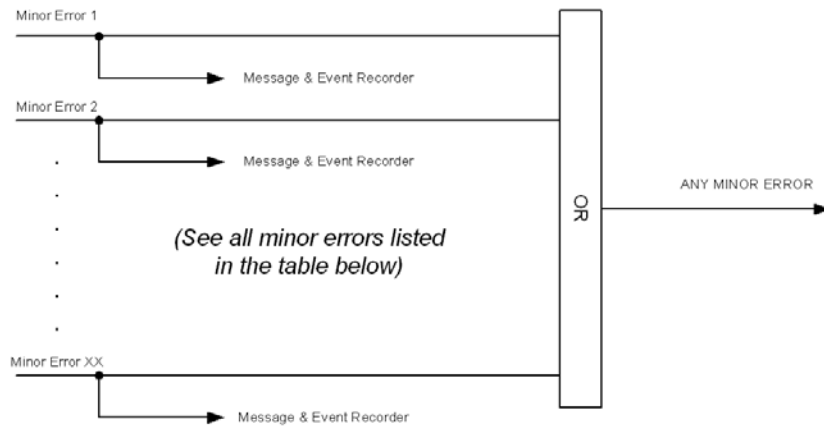 Minor Error 1
Message & Event Recorder
Minor Error 2
Message & Event Recorder
OR
ANY MINOR ERROR
(See all minor errors listed
in the table below)
Minor Error XX
Message & Event Recorder